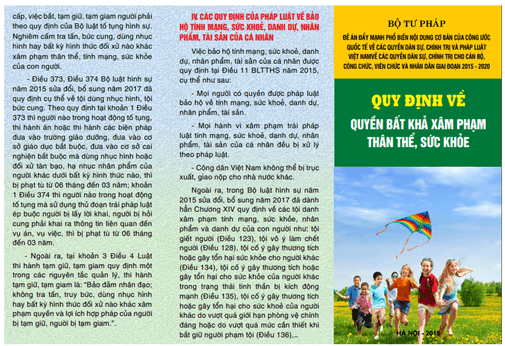 cấp, việc bắt, tạm giữ, tạm giam người phải
theo quy định của Bộ luật tố tụng hình sự.
Nghiêm cấm tra tấn, bức cung, dùng nhục
hình hay bất kỳ hình thức đối xử nào khác
xâm phạm thân thể, tính mạng, sức khỏe
của con người.
- Điều 373, Điều 374 Bộ luật hình sự
năm 2015 sửa đổi, bổ sung năm 2017 đã
quy định cụ thể về tội dùng nhục hình, tội
bức cung. Theo quy định tại khoản 1 Điều
373 thì người nào trong hoạt động tố tụng,
thi hành án hoặc thi hành các biện pháp
đưa vào trường giáo dưỡng, đưa vào cơ
sở giáo dục bắt buộc, đưa vào cơ sở cai
nghiện bắt buộc mà dùng nhục hình hoặc
đối xử tàn bạo, hạ nhục nhân phẩm của
người khác dưới bất kỳ hình thức nào, thì
bị phạt tù từ 06 tháng đến 03 năm; khoản
1 Điều 374 thì người nào trong hoạt động
tố tụng mà sử dụng thủ đoạn trái pháp luật
ép buộc người bị lấy lời khai, người bị hỏi
cung phải khai ra thông tin liên quan đến
vụ án, vụ việc, thì bị phạt tù từ 06 tháng
đến 03 năm.
- Ngoài ra, tại khoản 3 Điều 4 Luật
thi hành tạm giữ, tạm giam quy định một
trong các nguyên tắc quản lý, thi hành
tạm giữ, tạm giam là: "Bảo đảm nhân đạo;
không tra tấn, truy bức, dùng nhục hình
hay bất kỳ hình thức đối xử nào khác xâm
phạm quyền và lợi ích hợp pháp của người
bị tạm giữ, người bị tạm giam.".
IV. CÁC QUY ĐỊNH CỦA PHÁP LUẬT VỀ BẢO
HỘ TÍNH MẠNG, SỨC KHOẺ, DANH DỰ, NHÂN
PHẨM, TÀI SẢN CỦA CÁ NHÂN
Việc bảo hộ tính mạng, sức khoẻ, danh
dự, nhân phẩm, tài sản của cá nhân được
quy định tại Điều 11 BLTTHS năm 2015,
cụ thể như sau:
- Mọi người có quyền được pháp luật
bảo hộ về tính mạng, sức khoẻ, danh dự,
nhân phẩm, tài sản.
- Mọi hành vi xâm phạm trái pháp
luật tính mạng, sức khoẻ, danh dự, nhân
phẩm, tài sản của cá nhân đều bị xử lý
theo pháp luật.
- Công dân Việt Nam không thể bị trục
xuất, giao nộp cho nhà nước khác.
Ngoài ra, trong Bộ luật hình sự năm
2015 sửa đổi, bổ sung năm 2017 đã dành
hẳn Chương XIV quy định về các tội danh
xâm phạm tính mạng, sức khỏe, nhân
phẩm và danh dự của con người như: tội
giết người (Điều 123), tội vô ý làm chết
người (Điều 128), tội cố ý gây thương tích
hoặc gây tổn hại sức khỏe cho người khác
(Điều 134), tội cố ý gây thương tích hoặc
gây tổn hại cho sức khỏe của người khác
trong trạng thái tinh thần bị kích động
mạnh (Điều 135), tội cố ý gây thương tích
hoặc gây tổn hại cho sức khoẻ của người
khác do vượt quá giới hạn phòng vệ chính
đáng hoặc do vượt quá mức cần thiết khi
bắt giữ người phạm tội (Điều 136),...
BỘ TƯ PHÁP
ĐỀ ÁN ĐẨY MẠNH PHỔ BIẾN NỘI DUNG CƠ BẢN CỦA CÔNG ƯỚC
QUỐC TẾ VỀ CÁC QUYỀN DÂN SỰ, CHÍNH TRỊ VÀ PHÁP LUẬT
VIỆT NAMVỀ CÁC QUYỀN DÂN SỰ, CHÍNH TRỊ CHO CÁN BỘ,
CÔNG CHỨC, VIÊN CHỨC VÀ NHÂN DÂN GIAI ĐOẠN 2015 - 2020
QUY ĐỊNH VỀ
QUYỀN BẤT KHẢ XÂM PHẠM
THÂN THỂ, SỨC KHỎE
HÀ NỘI - 2018